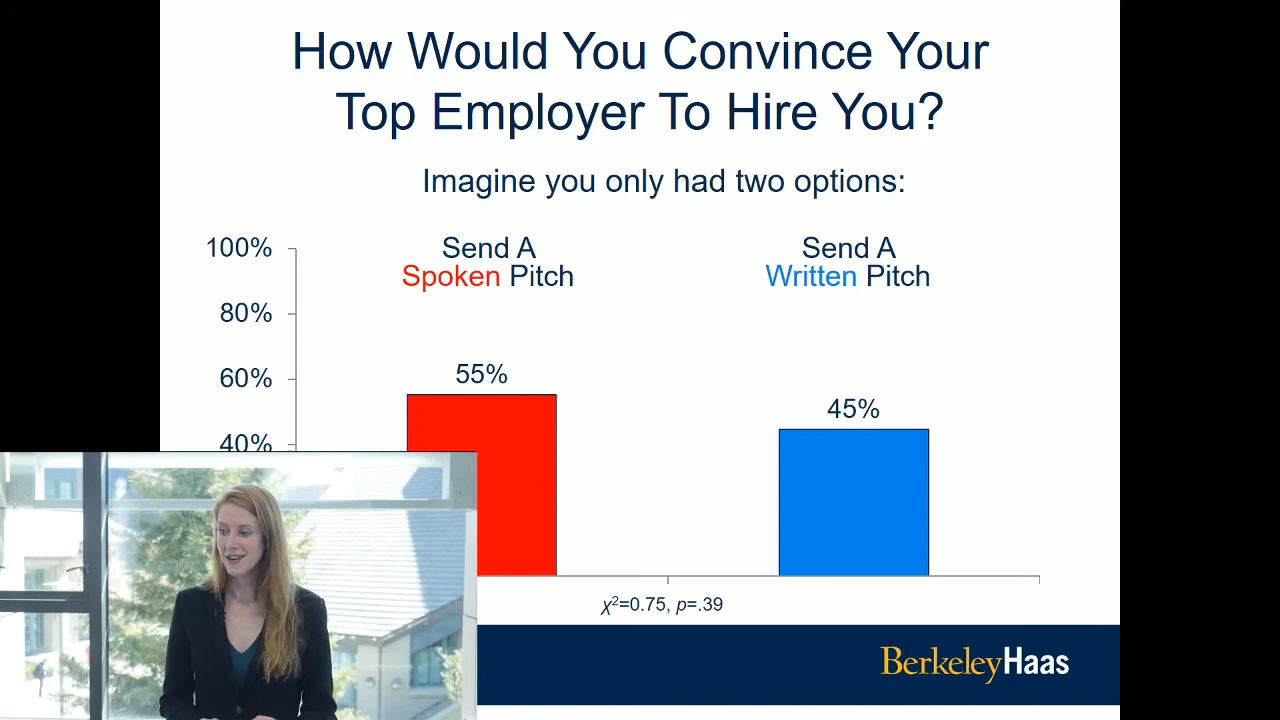 How Would You Convince Your
Top Employer To Hire You?
Imagine you only had two options:
100%
Send A
Spoken Pitch
Send A
Written Pitch
80%
60%
55%
45%
40%
χ²=0.75, p=.39
BerkeleyHaas